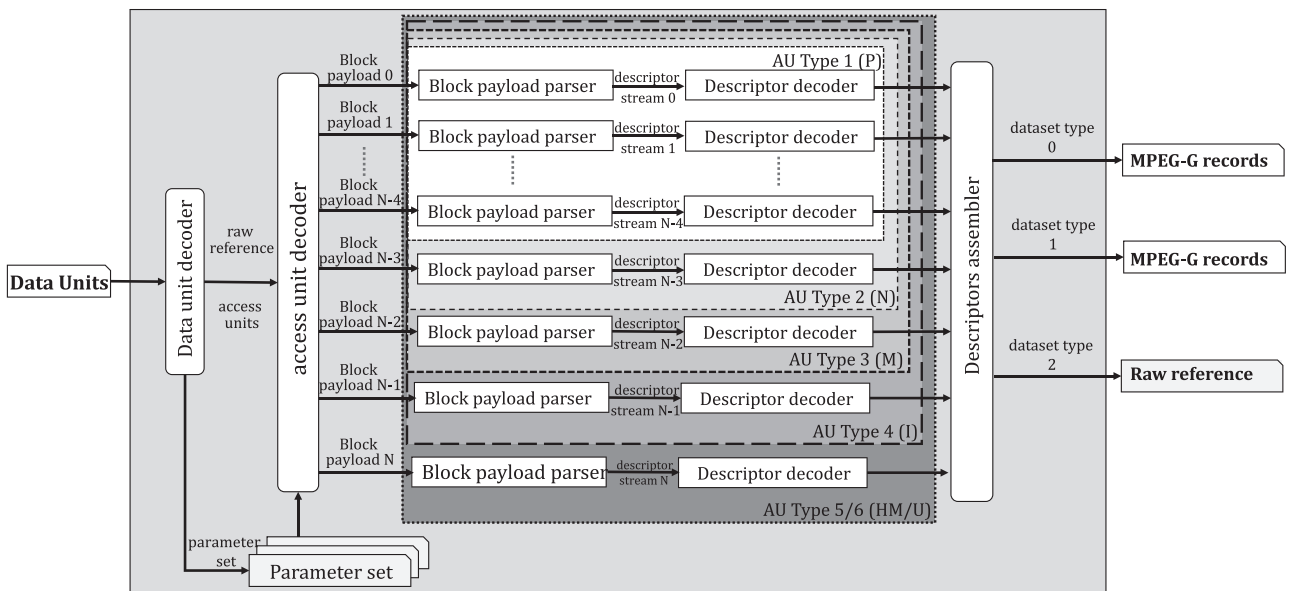 Data Units
Data unit decoder
raw
reference
access
units
parameter
set
Parameter set
access unit decoder
Block
payload 0
Block
payload 1
Block
payload N-4
Block
payload N-3
Block
payload N-2
Block
payload N-1
Block
payload N
AU Type 1 (P)
Block payload parser
descriptor
stream 0
Descriptor decoder
Block payload parser
descriptor
stream 1
Descriptor decoder
Block payload parser
descriptor
stream N-4
Descriptor decoder
Block payload parser
descriptor
stream N-3
Descriptor decoder
AU Type 2 (N)
Block payload parser
descriptor
stream N-2
Descriptor decoder
AU Type 3 (M)
Block payload parser
descriptor
stream N-1
Descriptor decoder
AU Type 4 (I)
Block payload parser
descriptor
stream N
Descriptor decoder
AU Type 5/6 (HM/U)
Descriptors assembler
dataset type
0
MPEG-G records
dataset type
1
MPEG-G records
dataset type
2
Raw reference